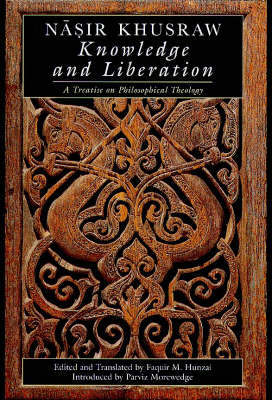 NĀṢIR KHUSRAW
Knowledge
and Liberation
A Treatise on Philosophical Theology
Edited and Translated by Faquir M. Hunzai
Introduced by Parviz Morewedge